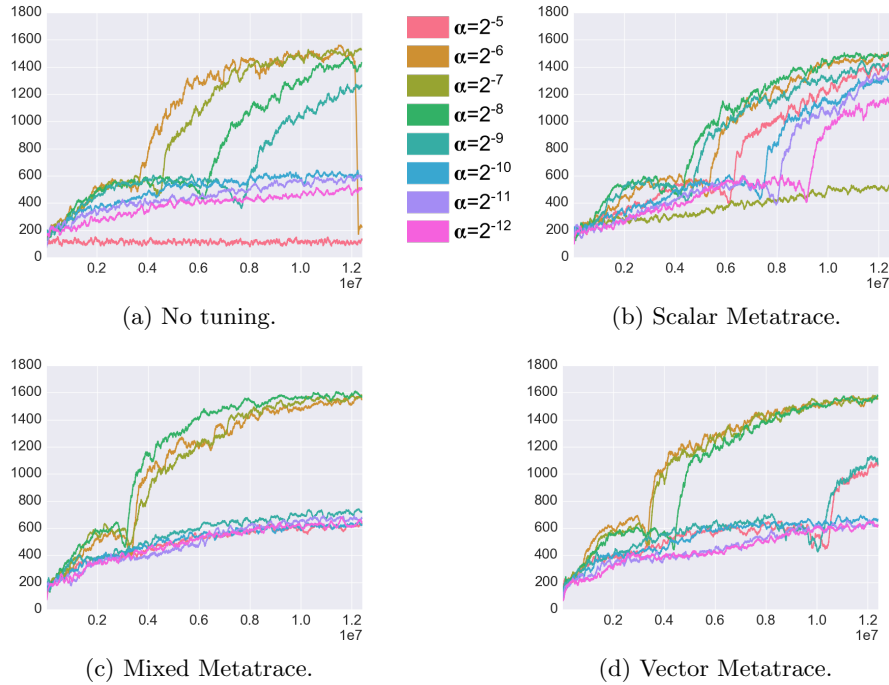 1800
1600
1400
1200
1000
800
600
400
200
0
0.2 0.4 0.6 0.8 1.0 1.2
1e7
(a) No tuning.
α=2-5
α=2-6
α=2-7
α=2-8
α=2-9
α=2-10
α=2-11
α=2-12
1800
1600
1400
1200
1000
800
600
400
200
0
0.2 0.4 0.6 0.8 1.0 1.2
1e7
(b) Scalar Metatrace.
1800
1600
1400
1200
1000
800
600
400
200
0
0.2 0.4 0.6 0.8 1.0 1.2
1e7
(c) Mixed Metatrace.
1800
1600
1400
1200
1000
800
600
400
200
0
0.2 0.4 0.6 0.8 1.0 1.2
1e7
(d) Vector Metatrace.